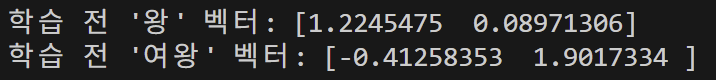 학습 전 '왕' 벡터: [1.2245475  0.08971306]
학습 전 '여왕' 벡터: [-0.41258353  1.9017334 ]